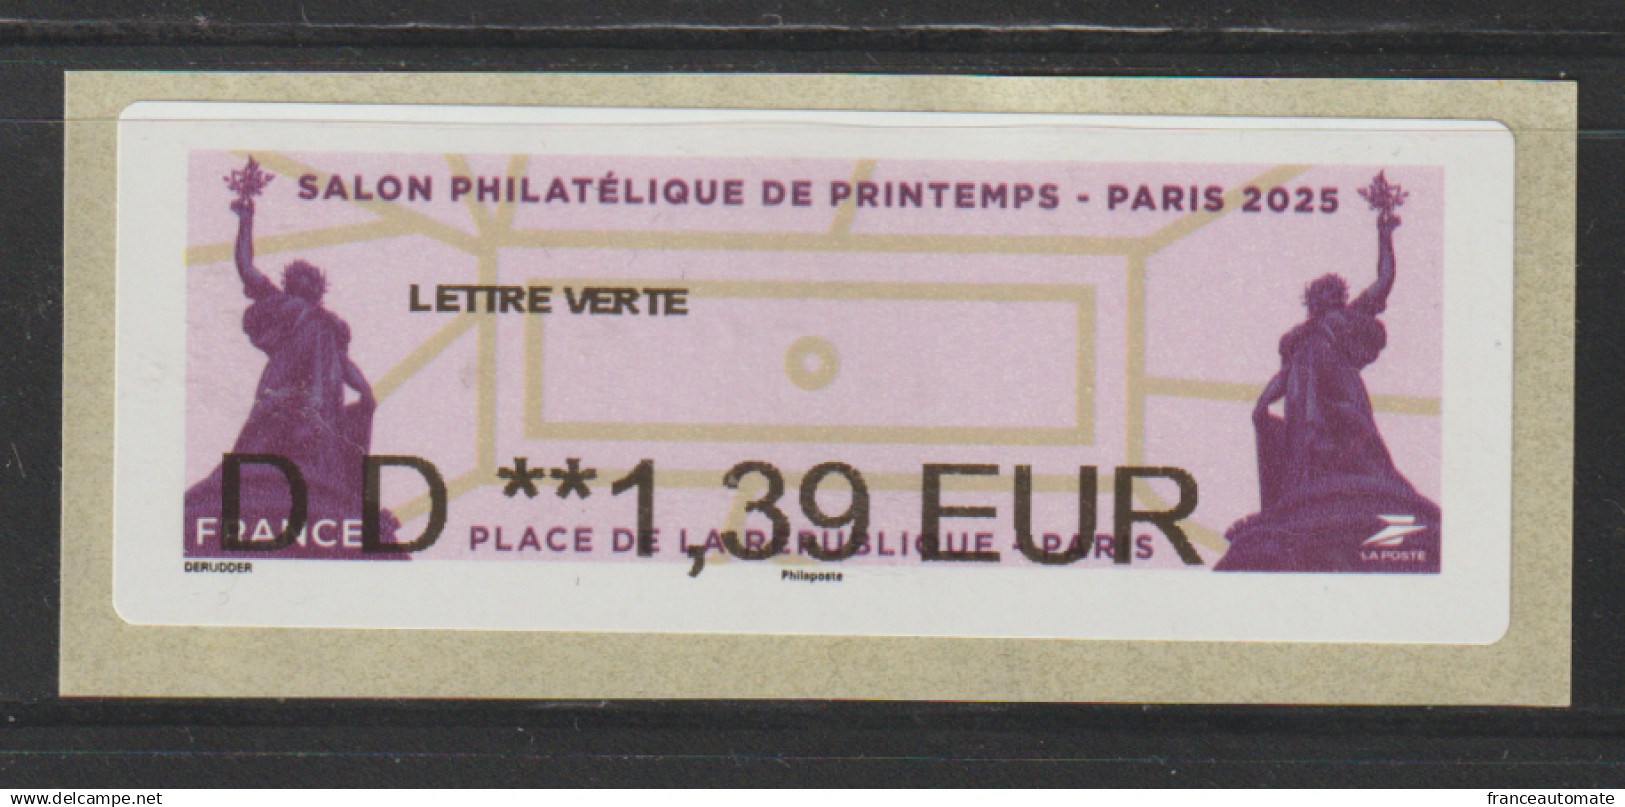 SALON PHILATÉLIQUE DE PRINTEMPS - PARIS 2025
LETTRE VERTE
D D **1,39 EUR
FRANCE
PLACE DE LA RÉPUBLIQUE - PARIS
LA POSTE
DERUDDER
Philaposte
www.delcampe.net
franceautomate